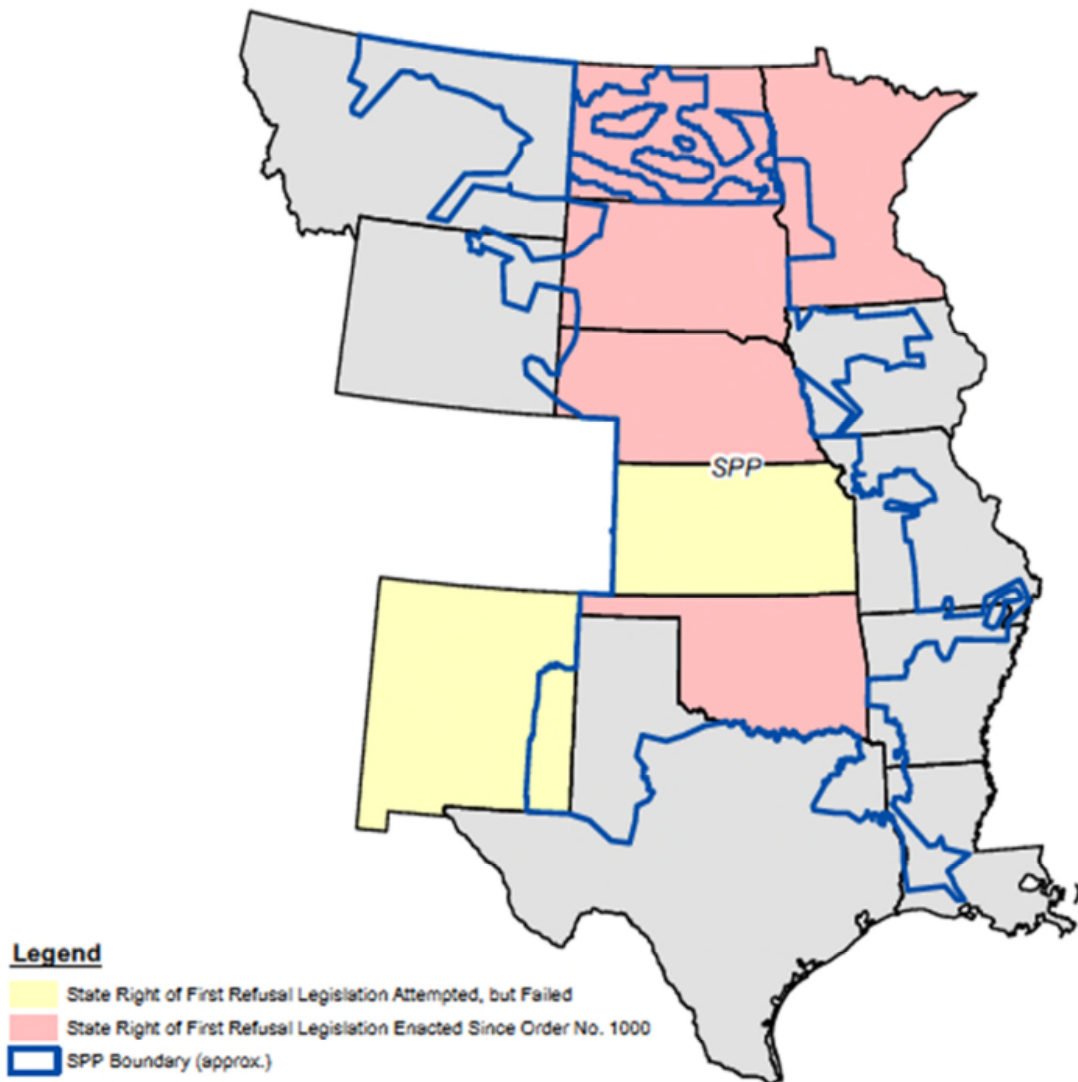 SPP
Legend
State Right of First Refusal Legislation Attempted, but Failed
State Right of First Refusal Legislation Enacted Since Order No. 1000
SPP Boundary (approx.)